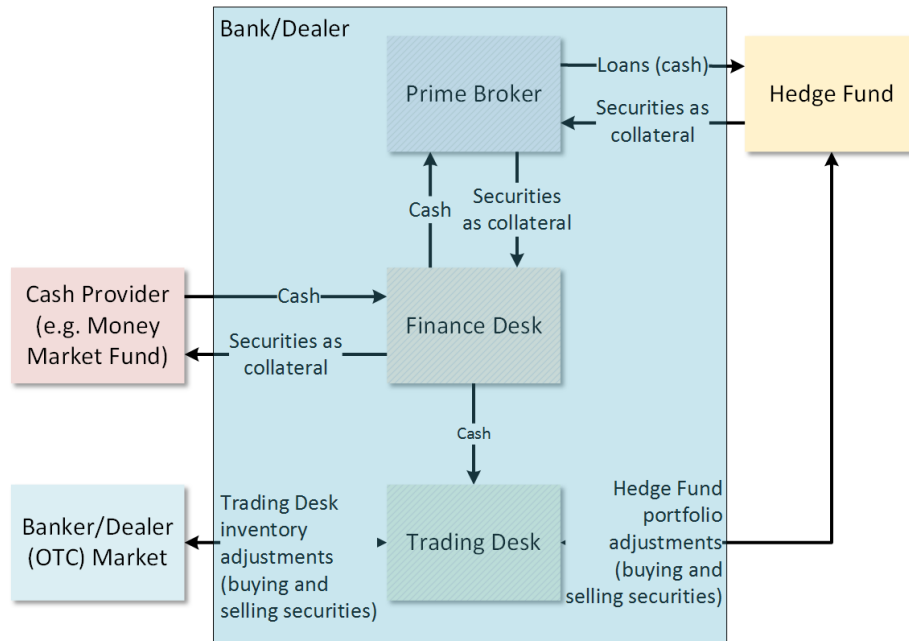 Bank/Dealer
Prime Broker
Loans (cash)
Hedge Fund
Securities as
collateral
Cash
Securities
as collateral
Cash Provider
(e.g. Money
Market Fund)
Cash
Securities as
collateral
Finance Desk
Cash
Banker/Dealer
(OTC) Market
Trading Desk
inventory
adjustments
(buying and
selling securities)
Trading Desk
Hedge Fund
portfolio
adjustments
(buying and
selling securities)